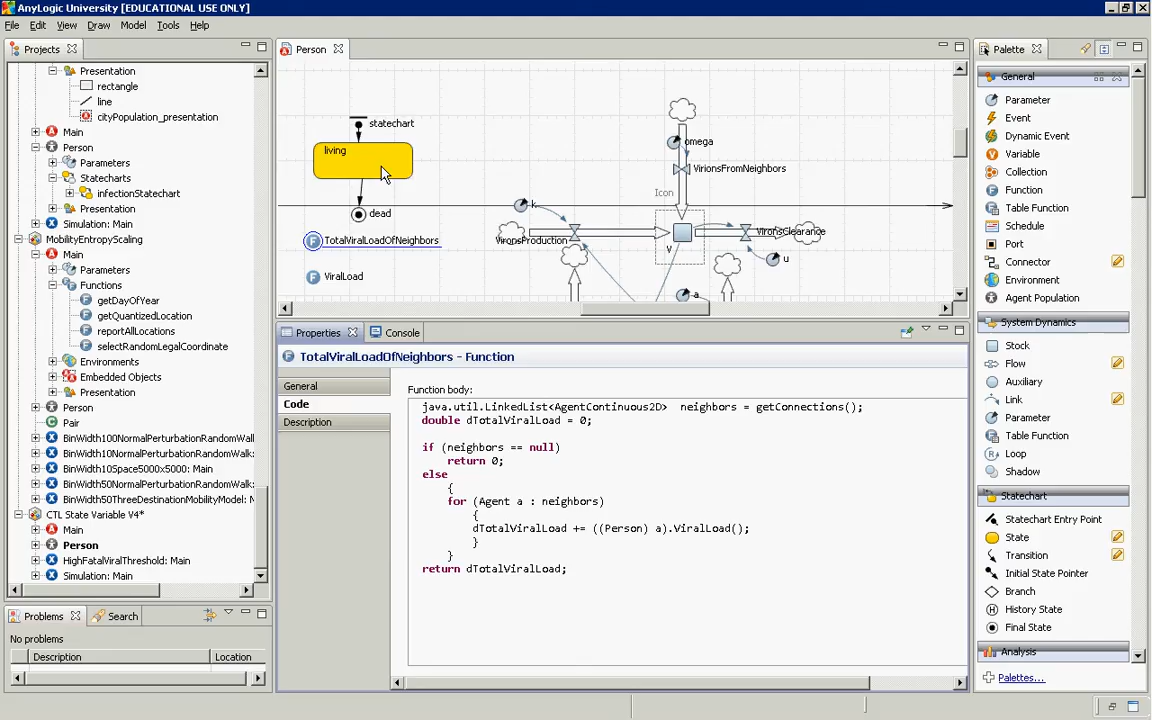 AnyLogic University [EDUCATIONAL USE ONLY]
File Edit View Draw Model Tools Help
Projects
Presentation
rectangle
line
cityPopulation_presentation
Main
Person
Parameters
Statecharts
infectionStatechart
Presentation
Simulation: Main
MobilityEntropyScaling
Main
Parameters
Functions
getDayOfYear
getQuantizedLocation
reportAllLocations
selectRandomLegalCoordinate
Environments
Embedded Objects
Presentation
Person
Pair
BinWidth100NormalPerturbationRandomWalk
BinWidth10NormalPerturbationRandomWalk:
BinWidth10Space5000x5000: Main
BinWidth50NormalPerturbationRandomWalk:
BinWidth50ThreeDestinationMobilityModel: M
CTL State Variable V4*
Main
Person
HighFatalViralThreshold: Main
Simulation: Main
Problems Search
No problems
Description Location
Person
statechart
living
dead
TotalViralLoadOfNeighbors
ViralLoad
omega
VirionsFromNeighbors
Icon
k
VironsProduction
V
VironsClearance
u
a
Properties Console
TotalViralLoadOfNeighbors - Function
General
Code
Description
Function body:
java.util.LinkedList<AgentContinuous2D> neighbors = getConnections();
double dTotalViralLoad = 0;
if (neighbors == null)
return 0;
else
{
for (Agent a : neighbors)
{
dTotalViralLoad += ((Person) a).ViralLoad();
}
}
return dTotalViralLoad;
Palette
General
Parameter
Event
Dynamic Event
Variable
Collection
Function
Table Function
Schedule
Port
Connector
Environment
Agent Population
System Dynamics
Stock
Flow
Auxiliary
Link
Parameter
Table Function
Loop
Shadow
Statechart
Statechart Entry Point
State
Transition
Initial State Pointer
Branch
History State
Final State
Analysis
Palettes...